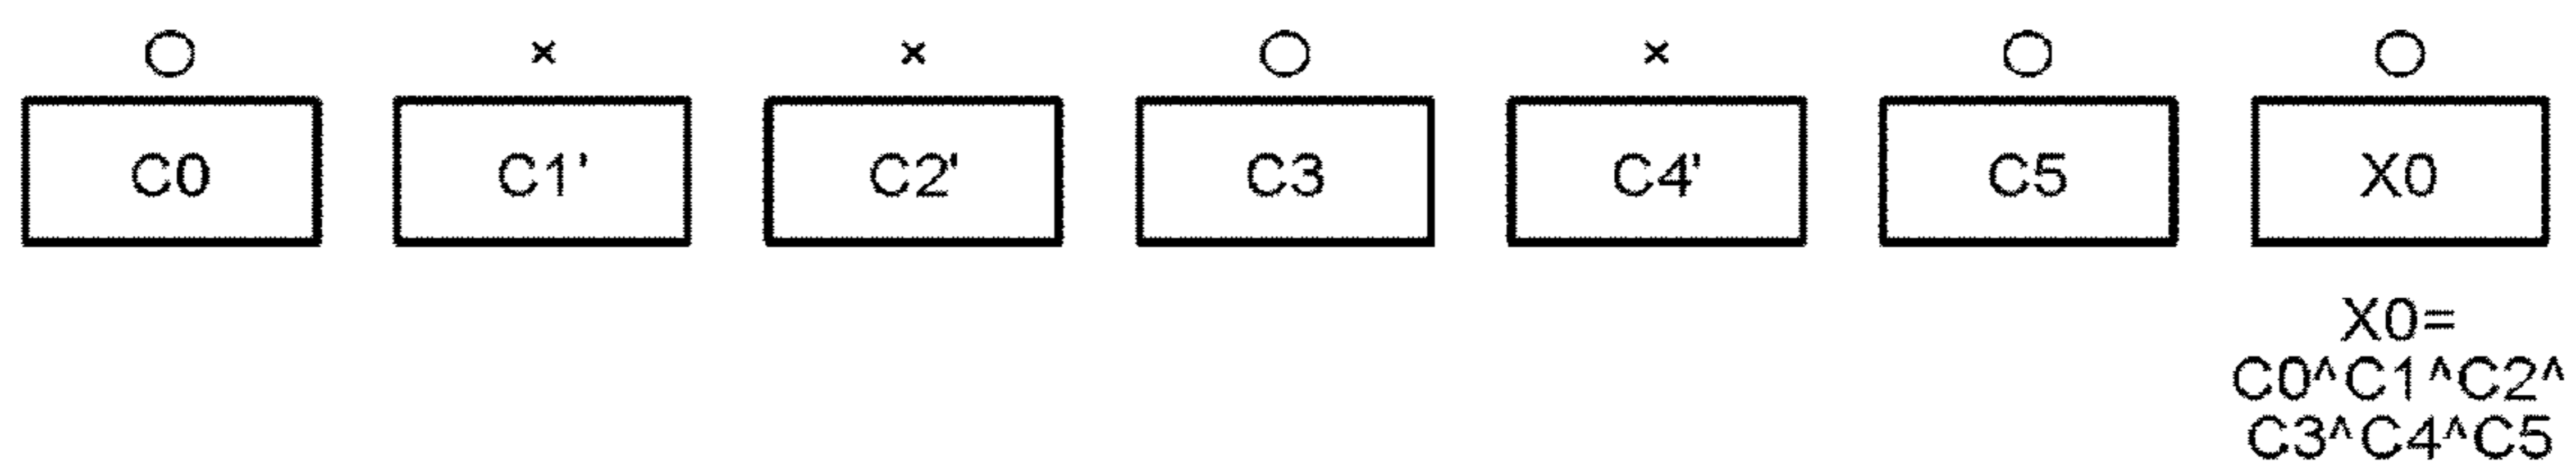 ○ × × ○ × ○ ○
C0 C1' C2' C3 C4' C5 X0
X0=
C0^C1^C2^
C3^C4^C5